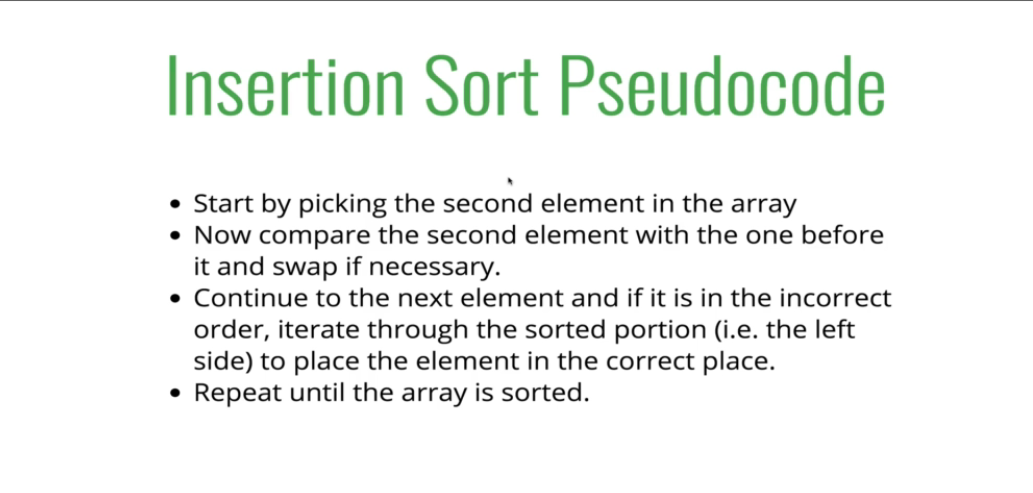 Insertion Sort Pseudocode
• Start by picking the second element in the array
• Now compare the second element with the one before
it and swap if necessary.
• Continue to the next element and if it is in the incorrect
order, iterate through the sorted portion (i.e. the left
side) to place the element in the correct place.
• Repeat until the array is sorted.